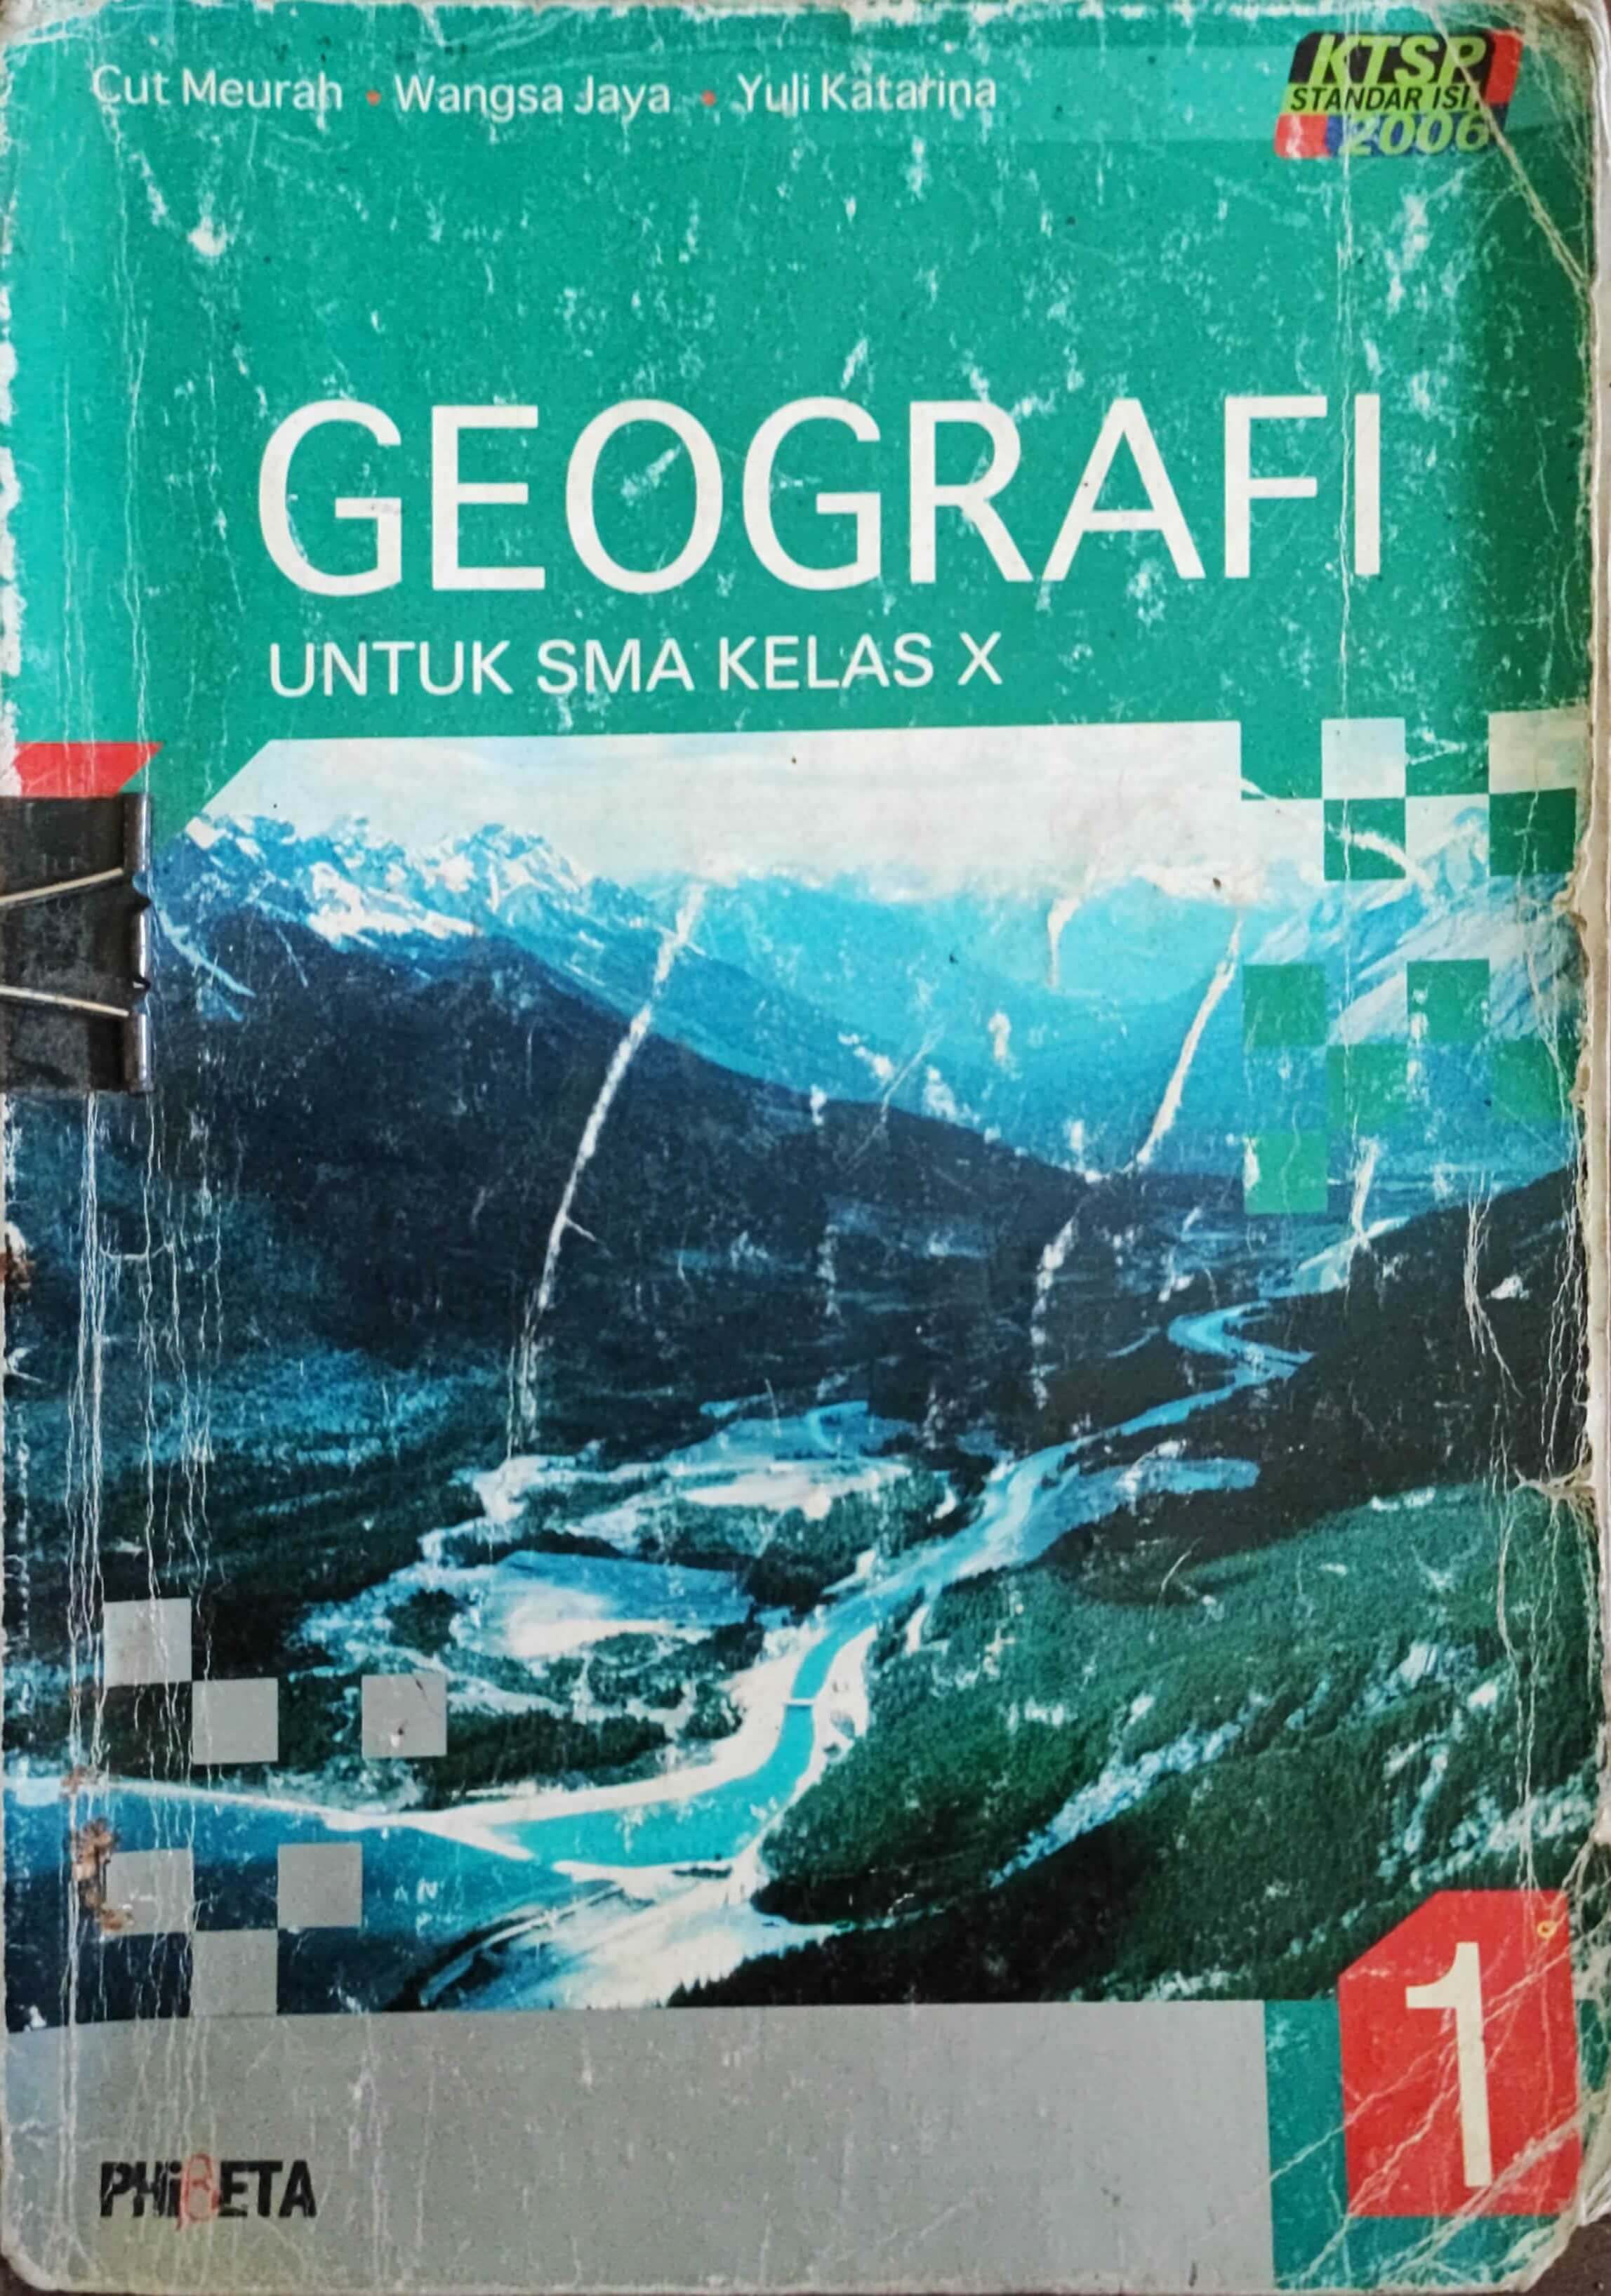 Cut Meurah • Wangsa Jaya • Yuli Katarina
KTSP
STANDAR ISI
2006
GEOGRAFI
UNTUK SMA KELAS X
1
PHiBETA